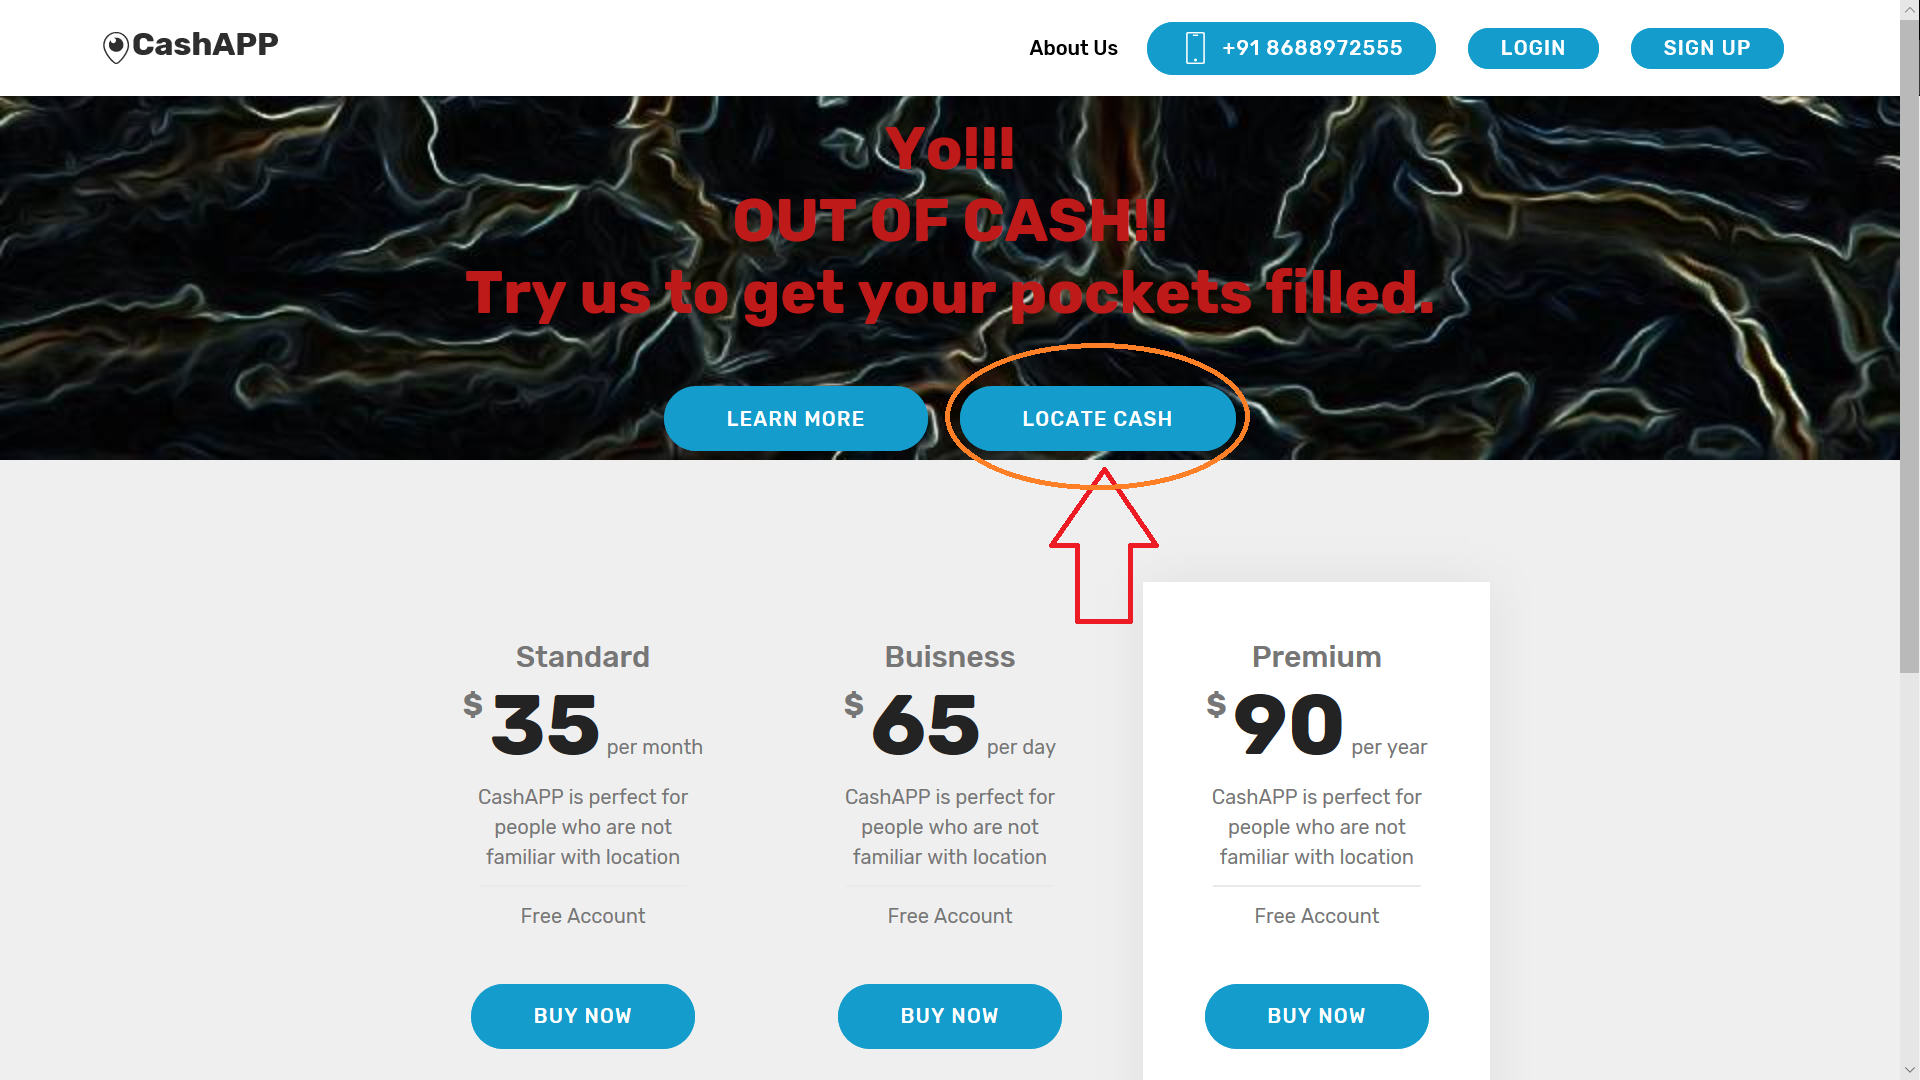 CashAPP
About Us
+91 8688972555
LOGIN
SIGN UP
Yo!!!
OUT OF CASH!!
Try us to get your pockets filled.
LEARN MORE
LOCATE CASH
Standard
$ 35 per month
CashAPP is perfect for
people who are not
familiar with location
Free Account
BUY NOW
Buisness
$ 65 per day
CashAPP is perfect for
people who are not
familiar with location
Free Account
BUY NOW
Premium
$ 90 per year
CashAPP is perfect for
people who are not
familiar with location
Free Account
BUY NOW